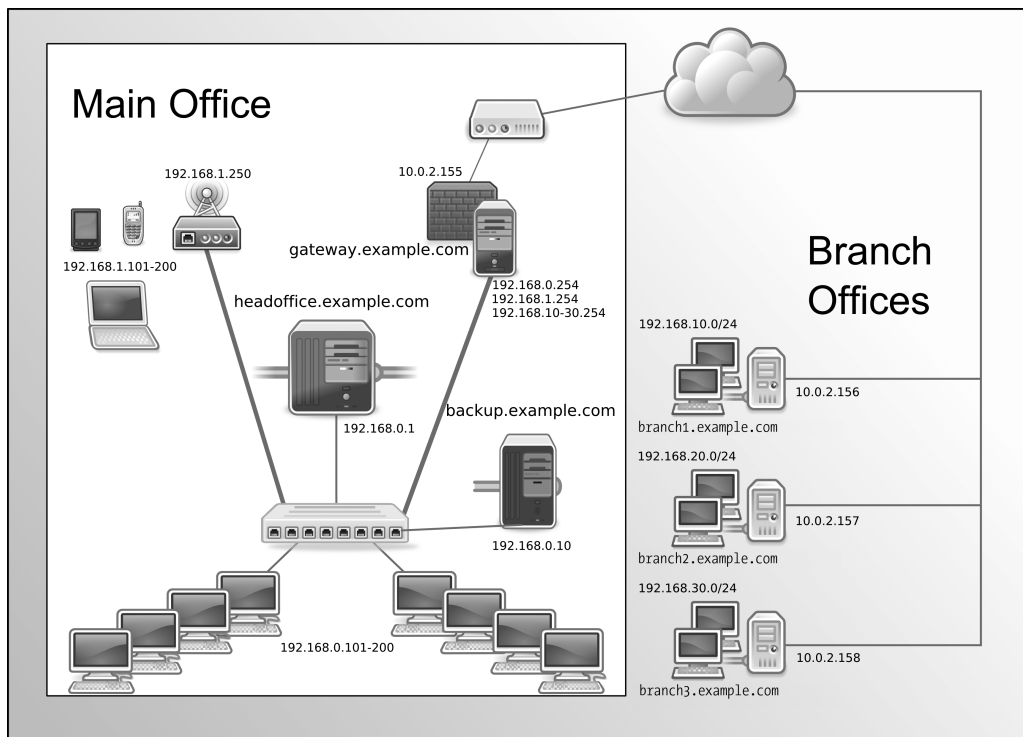 Main Office
192.168.1.250
10.0.2.155
gateway.example.com
192.168.1.101-200
192.168.0.254
192.168.1.254
192.168.10-30.254
headoffice.example.com
192.168.0.1
backup.example.com
192.168.0.10
192.168.0.101-200
Branch
Offices
192.168.10.0/24
10.0.2.156
branch1.example.com
192.168.20.0/24
10.0.2.157
branch2.example.com
192.168.30.0/24
10.0.2.158
branch3.example.com